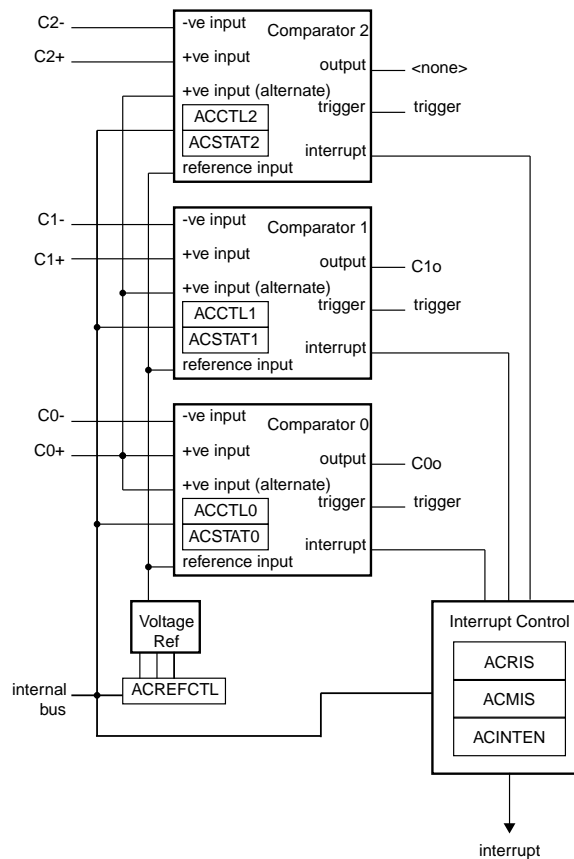 C2-
-ve input
Comparator 2
C2+
+ve input
output
<none>
+ve input (alternate)
trigger
trigger
ACCTL2
ACSTAT2
interrupt
reference input
C1-
-ve input
Comparator 1
C1+
+ve input
output
C1o
+ve input (alternate)
trigger
trigger
ACCTL1
ACSTAT1
interrupt
reference input
C0-
-ve input
Comparator 0
C0+
+ve input
output
C0o
+ve input (alternate)
trigger
trigger
ACCTL0
ACSTAT0
interrupt
reference input
Voltage
Ref
Interrupt Control
ACRIS
internal
bus
ACREFCTL
ACMIS
ACINTEN
interrupt